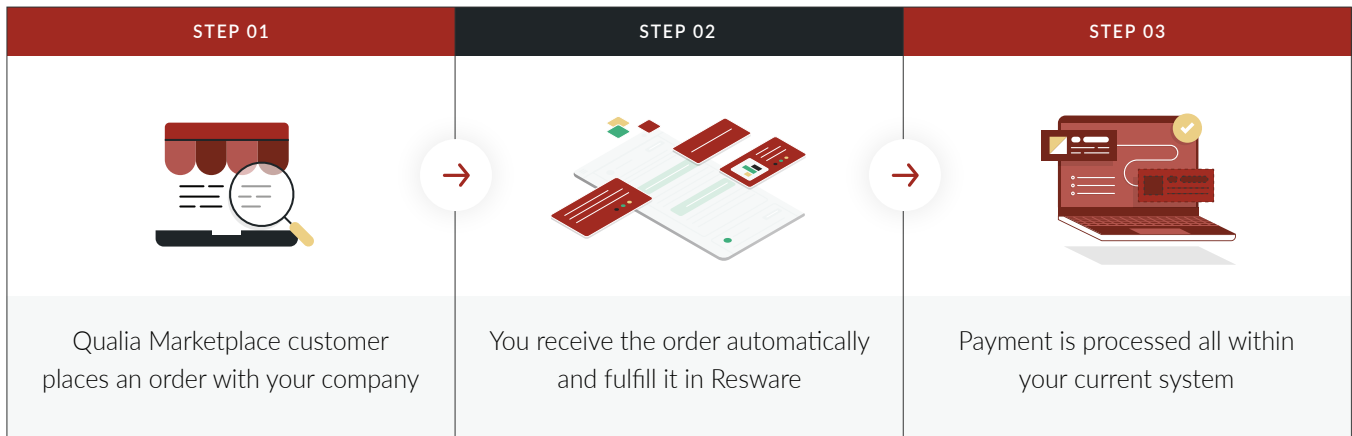 STEP 01
Qualia Marketplace customer
places an order with your company
STEP 02
You receive the order automatically
and fulfill it in Resware
STEP 03
Payment is processed all within
your current system